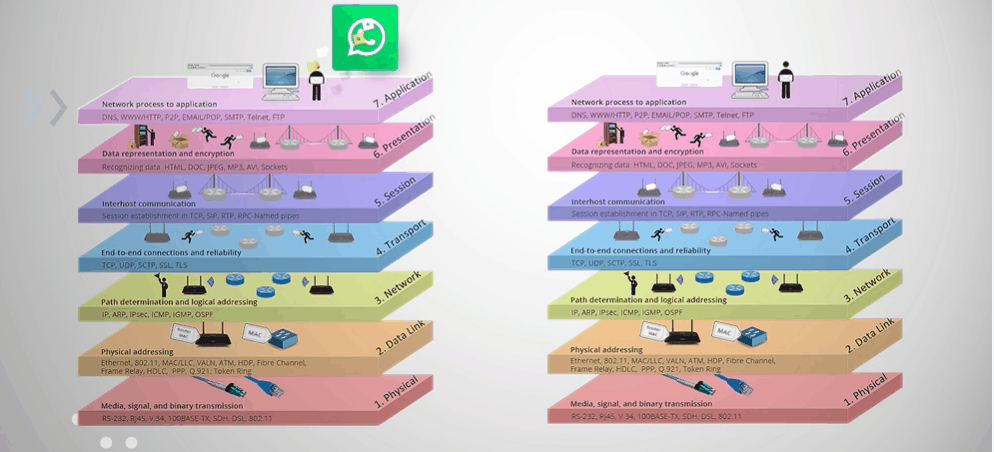 Google
7. Application
Network process to application
DNS, WWW/HTTP, P2P, EMAIL/POP, SMTP, Telnet, FTP
6. Presentation
Data representation and encryption
Recognizing data: HTML, DOC, JPEG, MP3, AVI, Sockets
5. Session
Interhost communication
Session establishment in TCP, SIP, RTP, RPC-Named pipes
4. Transport
End-to-end connections and reliability
TCP, UDP, SCTP, SSL, TLS
3. Network
Path determination and logical addressing
IP, ARP, IPsec, ICMP, IGMP, OSPF
2. Data Link
Router
MAC
MAC
Physical addressing
Ethernet, 802.11, MAC/LLC, VALN, ATM, HDP, Fibre Channel,
Frame Relay, HDLC, PPP, Q.921, Token Ring
1. Physical
Media, signal, and binary transmission
RS-232, RJ45, V.34, 100BASE-TX, SDH, DSL, 802.11
Google
7. Application
Network process to application
DNS, WWW/HTTP, P2P, EMAIL/POP, SMTP, Telnet, FTP
6. Presentation
Data representation and encryption
Recognizing data: HTML, DOC, JPEG, MP3, AVI, Sockets
5. Session
Interhost communication
Session establishment in TCP, SIP, RTP, RPC-Named pipes
4. Transport
End-to-end connections and reliability
TCP, UDP, SCTP, SSL, TLS
3. Network
Path determination and logical addressing
IP, ARP, IPsec, ICMP, IGMP, OSPF
2. Data Link
Router
MAC
MAC
Physical addressing
Ethernet, 802.11, MAC/LLC, VALN, ATM, HDP, Fibre Channel,
Frame Relay, HDLC, PPP, Q.921, Token Ring
1. Physical
Media, signal, and binary transmission
RS-232, RJ45, V.34, 100BASE-TX, SDH, DSL, 802.11